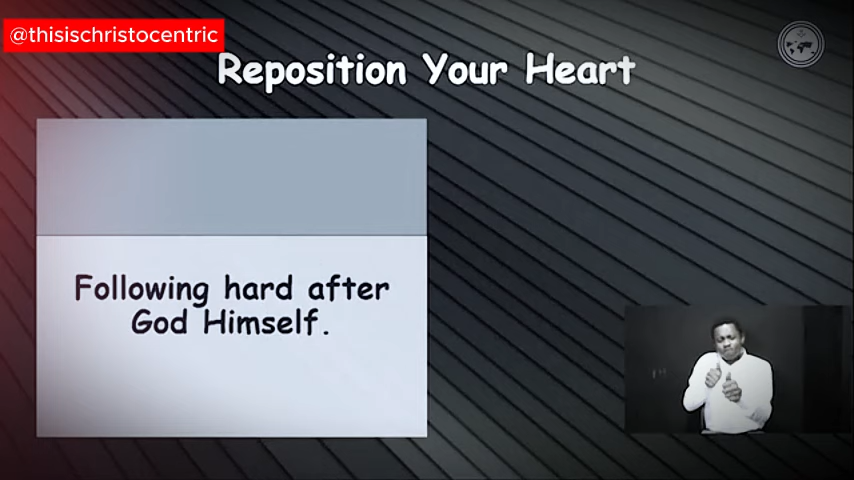 @thisischristocentric
Reposition Your Heart
Following hard after
God Himself.